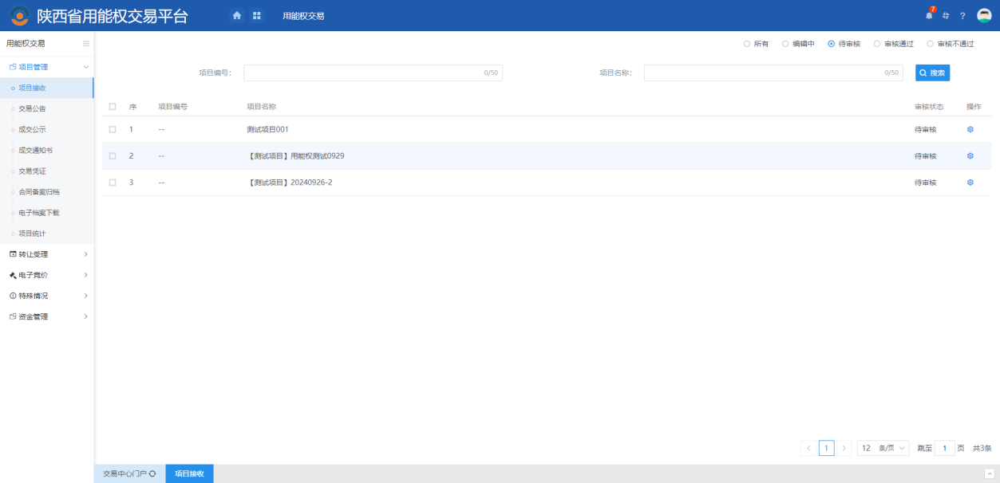 陕西省用能权交易平台 用能权交易 7 ?
用能权交易
所有 编辑中 待审核 审核通过 审核不通过
项目管理
项目编号: 0/50 项目名称: 0/50 搜索
项目接收
交易公告
序 项目编号 项目名称 审核状态 操作
成交公示
1 -- 测试项目001 待审核
成交通知书
2 -- 【测试项目】用能权测试0929 待审核
交易凭证
3 -- 【测试项目】20240926-2 待审核
合同备案归档
电子档案下载
项目统计
转让受理
电子竞价
特殊情况
资金管理
1 12 条/页 跳至 1 页 共3条
交易中心门户 项目接收